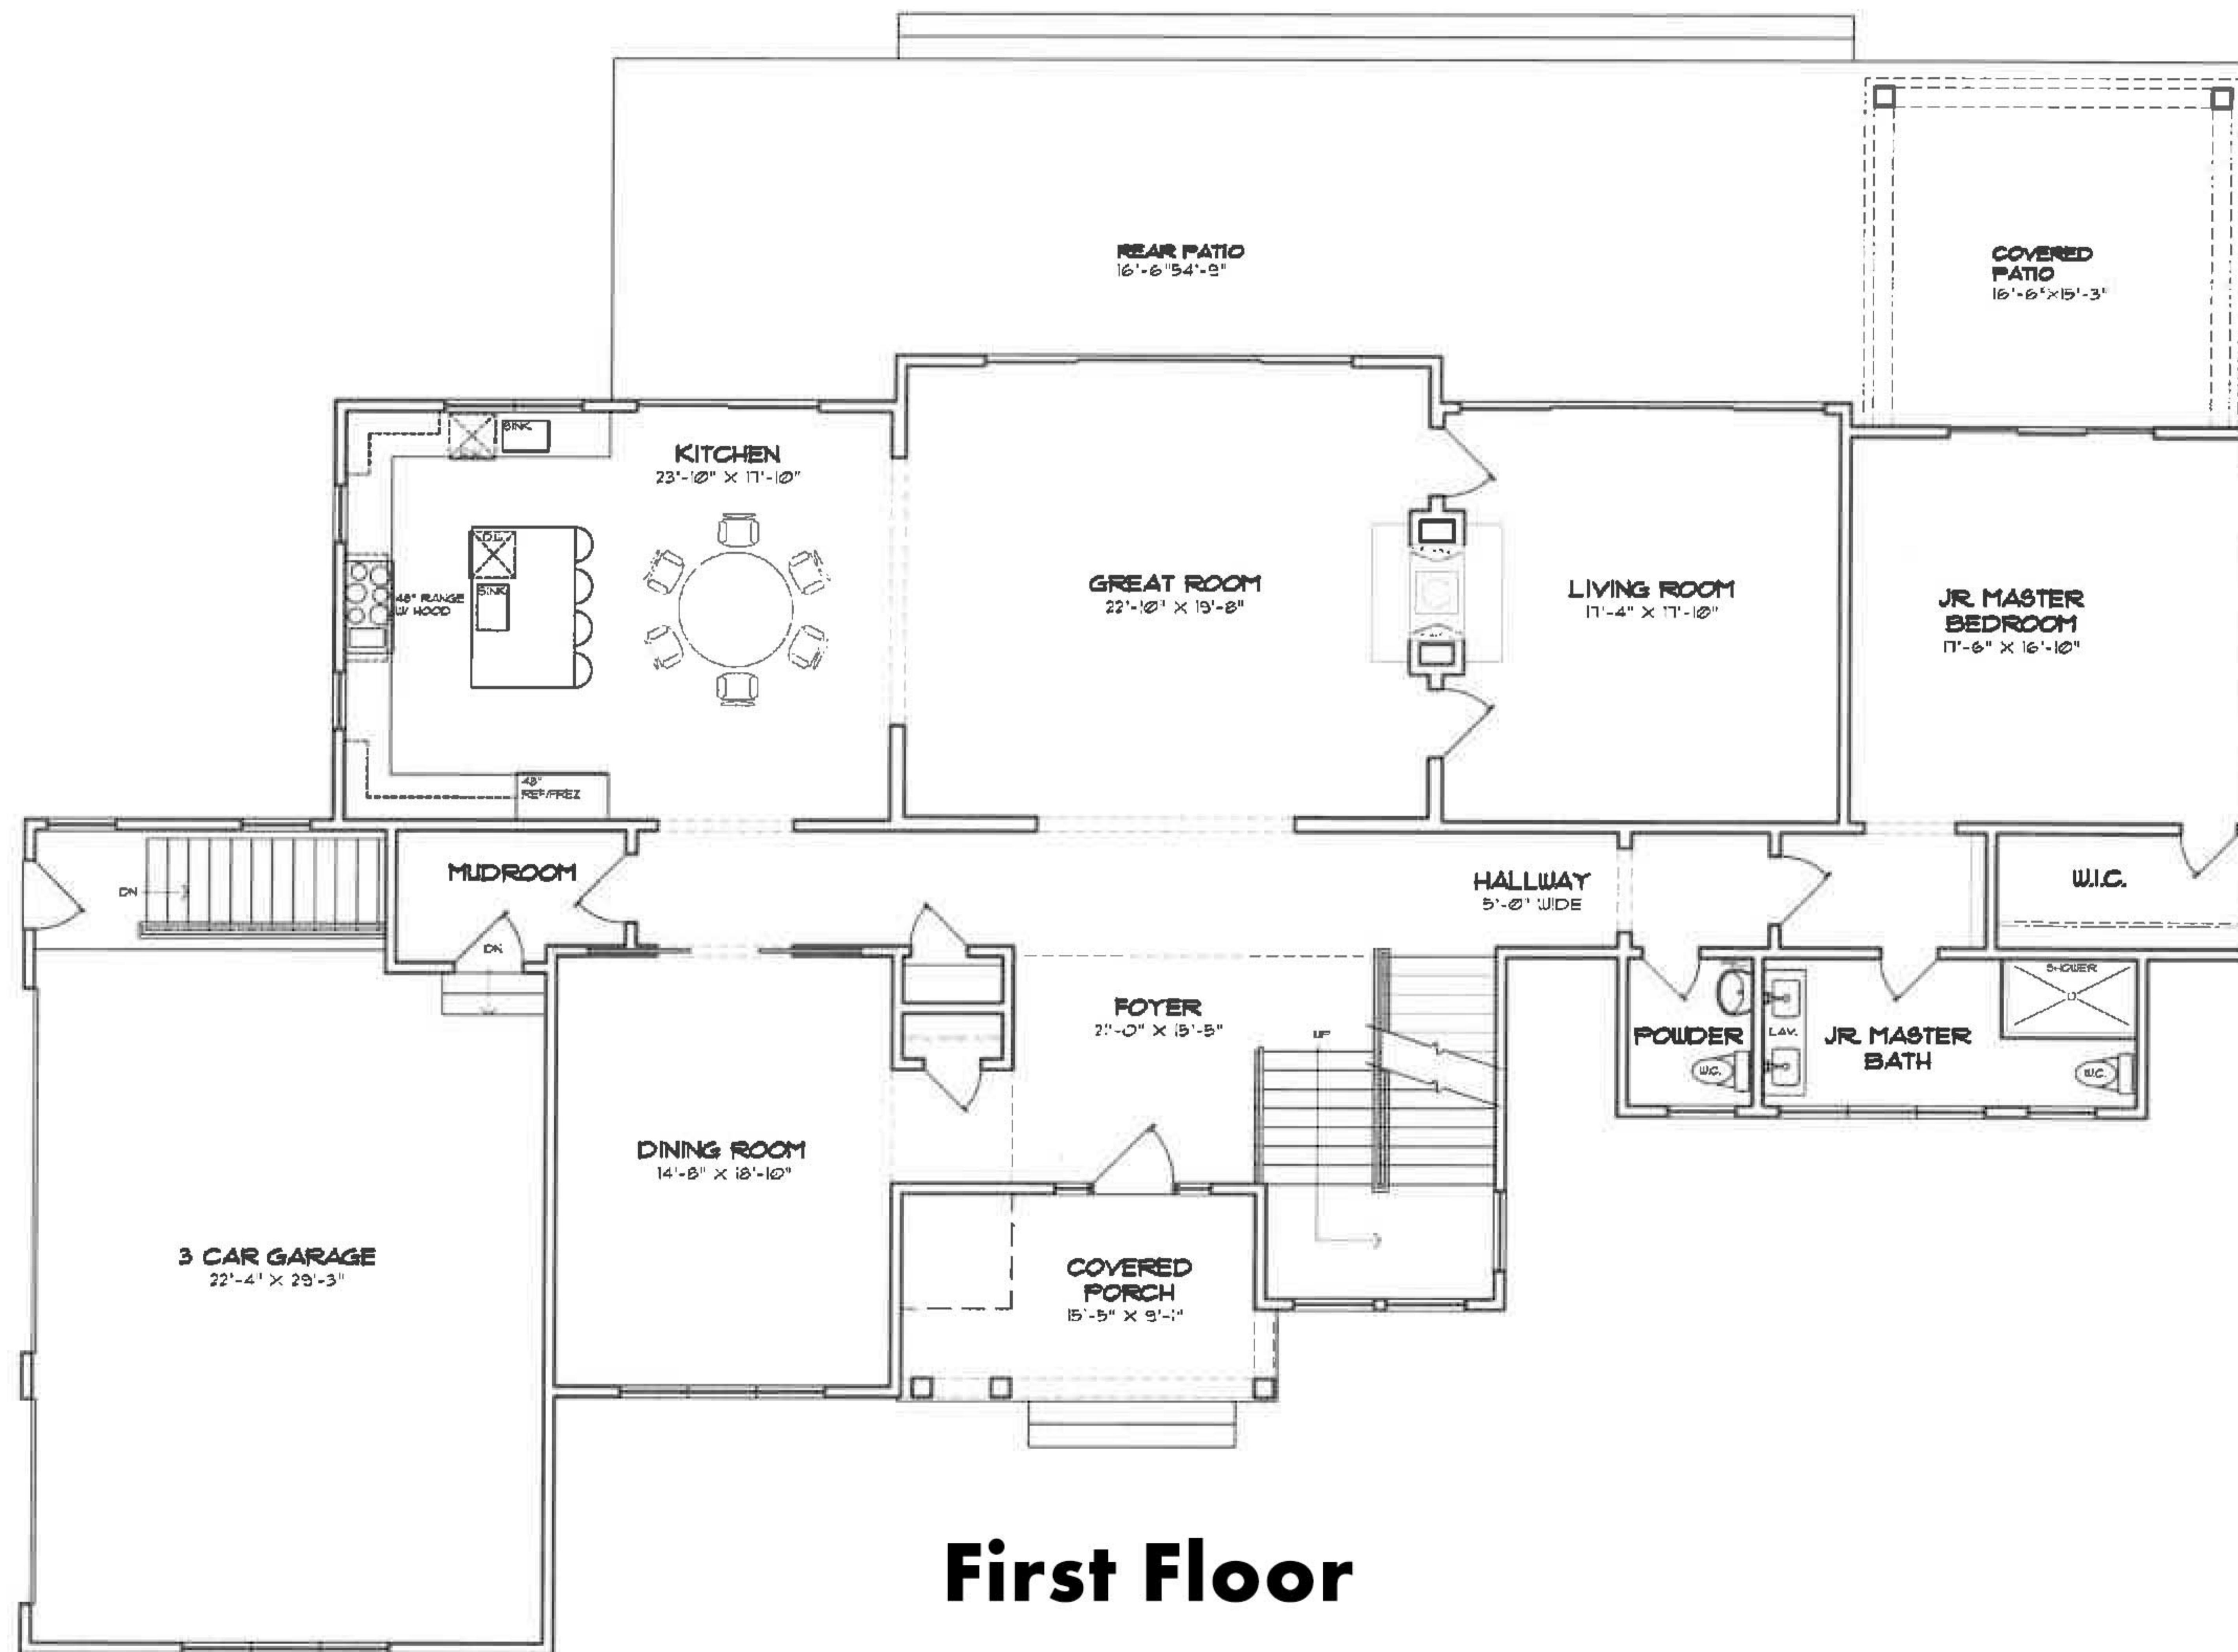 REAR PATIO
16'-6"54'-9"
COVERED
PATIO
16'-6"X15'-3"
SINK
KITCHEN
23'-10" X 17'-10"
SINK
48" RANGE
W/ HOOD
48"
REF/FREZ
GREAT ROOM
22'-10" X 19'-8"
LIVING ROOM
17'-4" X 17'-10"
JR. MASTER
BEDROOM
17'-6" X 16'-10"
DN
MUDROOM
DN
HALLWAY
5'-0" WIDE
W.I.C.
FOYER
21'-0" X 15'-5"
UP
POWDER
W.C.
LAV.
JR. MASTER
BATH
SHOWER
W.C.
DINING ROOM
14'-8" X 18'-10"
3 CAR GARAGE
22'-4" X 29'-3"
COVERED
PORCH
15'-5" X 9'-1"
First Floor